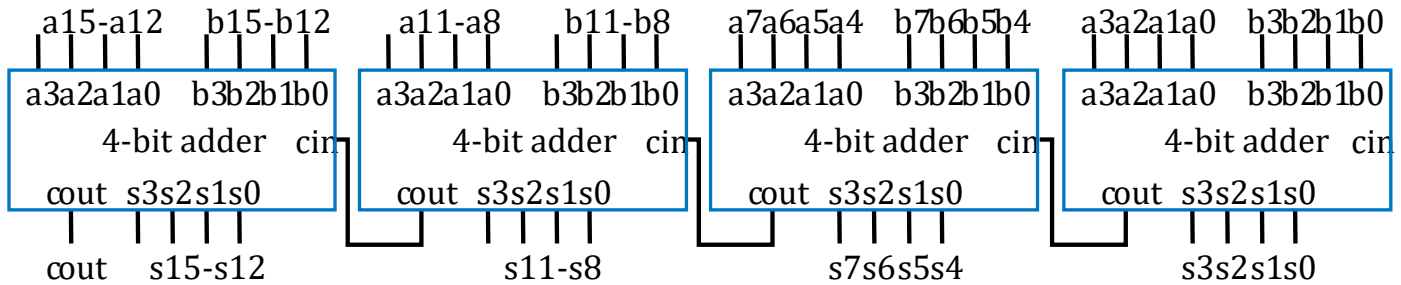 a15-a12 b15-b12 a11-a8 b11-b8 a7a6a5a4 b7b6b5b4 a3a2a1a0 b3b2b1b0
a3a2a1a0 b3b2b1b0 a3a2a1a0 b3b2b1b0 a3a2a1a0 b3b2b1b0 a3a2a1a0 b3b2b1b0
4-bit adder cin 4-bit adder cin 4-bit adder cin 4-bit adder cin
cout s3s2s1s0 cout s3s2s1s0 cout s3s2s1s0 cout s3s2s1s0
cout s15-s12 s11-s8 s7s6s5s4 s3s2s1s0